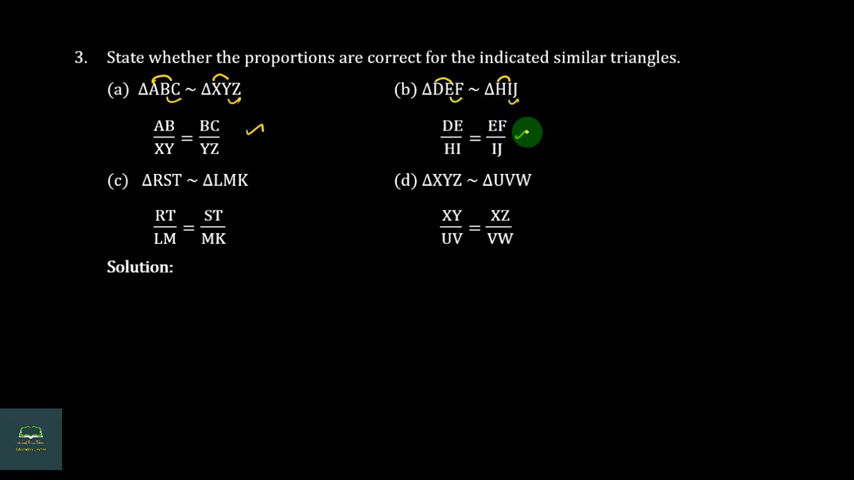 3. State whether the proportions are correct for the indicated similar triangles.
(a) ΔABC ~ ΔXYZ (b) ΔDEF ~ ΔHIJ
AB/XY = BC/YZ DE/HI = EF/IJ
(c) ΔRST ~ ΔLMK (d) ΔXYZ ~ ΔUVW
RT/LM = ST/MK XY/UV = XZ/VW
Solution: